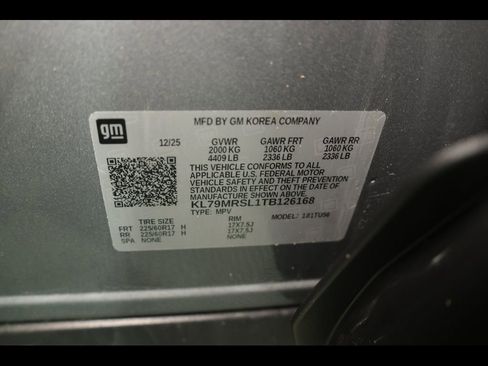 gm
MFD BY GM KOREA COMPANY
12/25 GVWR GAWR FRT GAWR RR
2000 KG 1060 KG 1060 KG
4409 LB 2336 LB 2336 LB
THIS VEHICLE CONFORMS TO ALL
APPLICABLE U.S. FEDERAL MOTOR
VEHICLE SAFETY AND THEFT PREVENTION
STANDARDS IN EFFECT ON THE DATE OF
MANUFACTURE SHOWN ABOVE.
KL79MRSL1TB126168
TYPE: MPV MODEL: 181TU56
TIRE SIZE RIM
FRT 225/60R17 H 17X7.5J
RR 225/60R17 H 17X7.5J
SPA NONE NONE